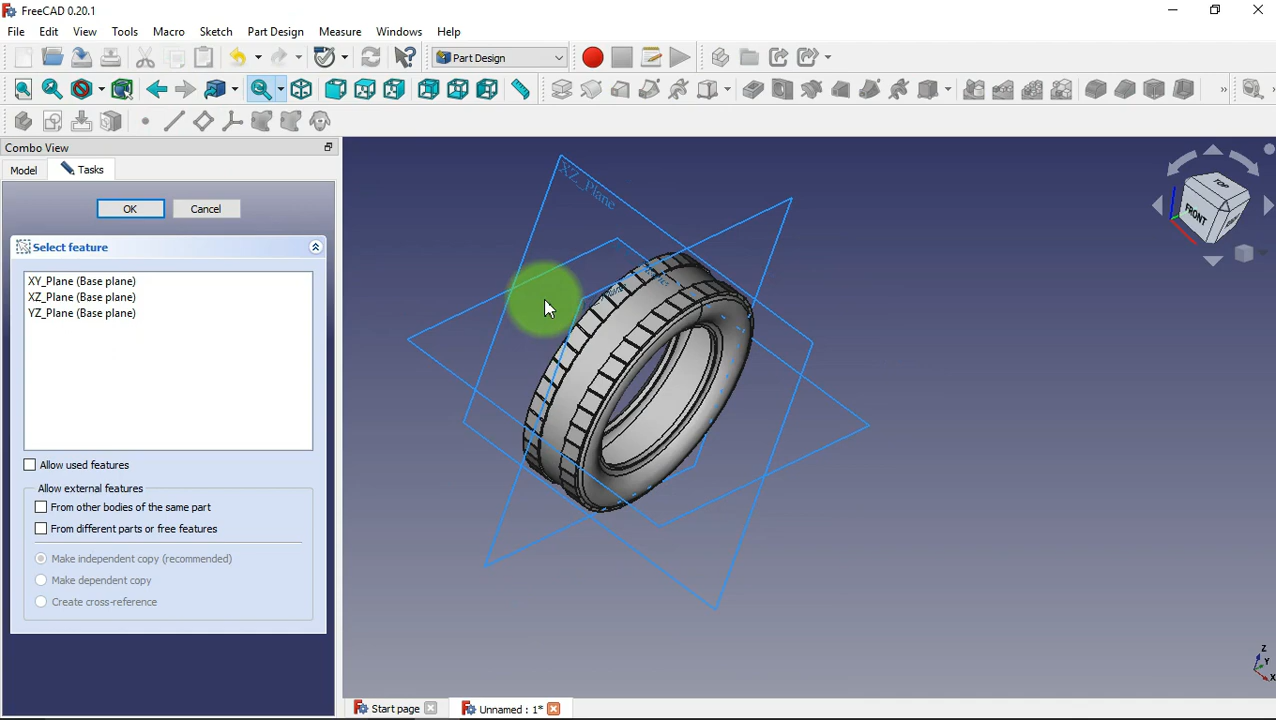 FreeCAD 0.20.1
File Edit View Tools Macro Sketch Part Design Measure Windows Help
Part Design
Combo View
Model Tasks
OK Cancel
Select feature
XY_Plane (Base plane)
XZ_Plane (Base plane)
YZ_Plane (Base plane)
Allow used features
Allow external features
From other bodies of the same part
From different parts or free features
Make independent copy (recommended)
Make dependent copy
Create cross-reference
XZ_Plane
TOP
FRONT
Z
Y
X
Start page Unnamed : 1*